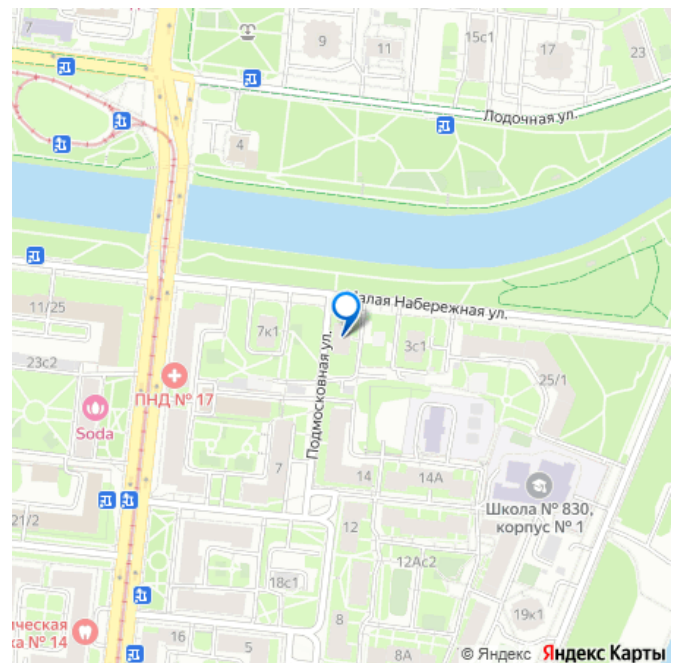 7
9
11
15с1
17
23
4
Лодочная ул.
11/25
7к1
Малая Набережная ул.
3с1
23с2
ПНД № 17
Soda
Подмосковная ул.
25/1
7
14
14А
21/2
12
Школа № 830,
корпус № 1
12Ас2
18с1
8
19к1
ическая
ка № 14
16
5
8А
© Яндекс Яндекс Карты